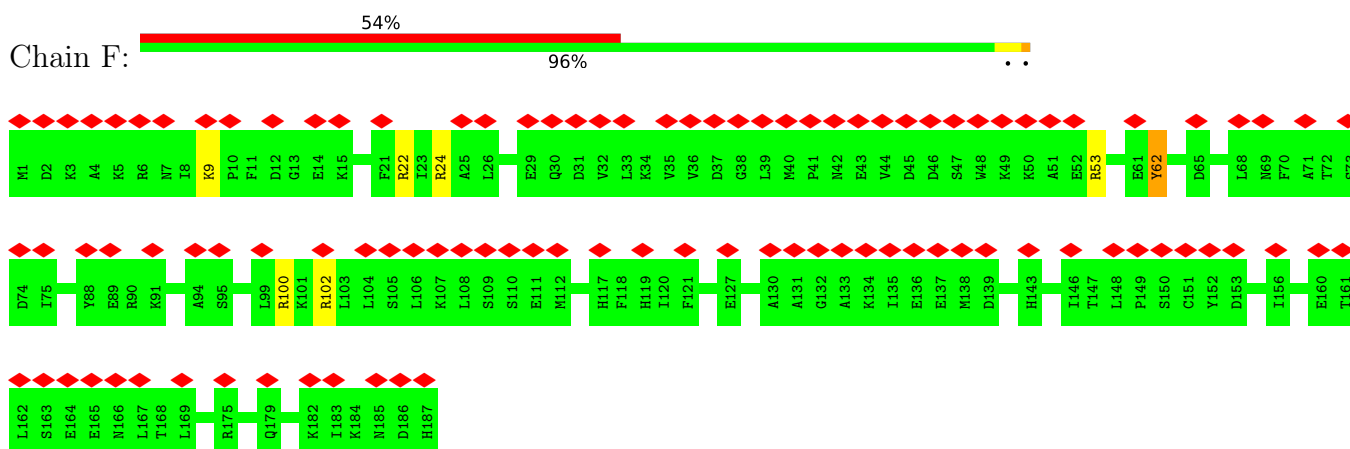 54%
Chain F:
96%
. .
M1 D2 K3 A4 K5 R6 N7 I8 K9 P10 F11 D12 G13 E14 K15 F21 R22 I23 R24 A25 L26 E29 Q30 D31 V32 L33 K34 V35 V36 D37 G38 L39 M40 P41 N42 E43 V44 D45 D46 S47 W48 K49 K50 A51 E52 R53 E61 Y62 D65 L68 N69 F70 A71 T72 S73
D74 I75 Y88 E89 R90 K91 A94 S95 L99 R100 K101 R102 L103 L104 S105 L106 K107 L108 S109 S110 E111 M112 H117 F118 H119 I120 F121 E127 A130 A131 G132 A133 K134 I135 E136 E137 M138 D139 H143 I146 T147 L148 P149 S150 C151 Y152 D153 I156 E160 T161
L162 S163 E164 E165 N166 L167 T168 L169 R175 Q179 K182 I183 K184 N185 D186 H187